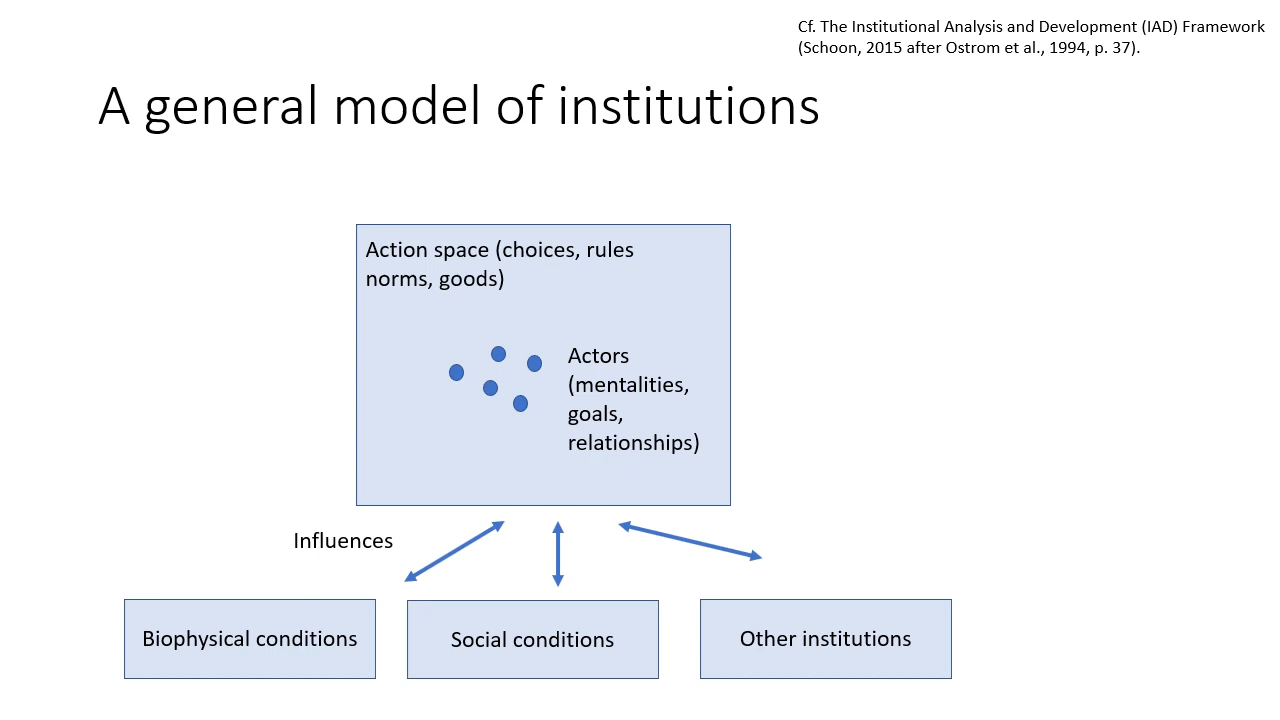 Cf. The Institutional Analysis and Development (IAD) Framework
(Schoon, 2015 after Ostrom et al., 1994, p. 37).
A general model of institutions
Action space (choices, rules
norms, goods)
Actors
(mentalities,
goals,
relationships)
Influences
Biophysical conditions
Social conditions
Other institutions